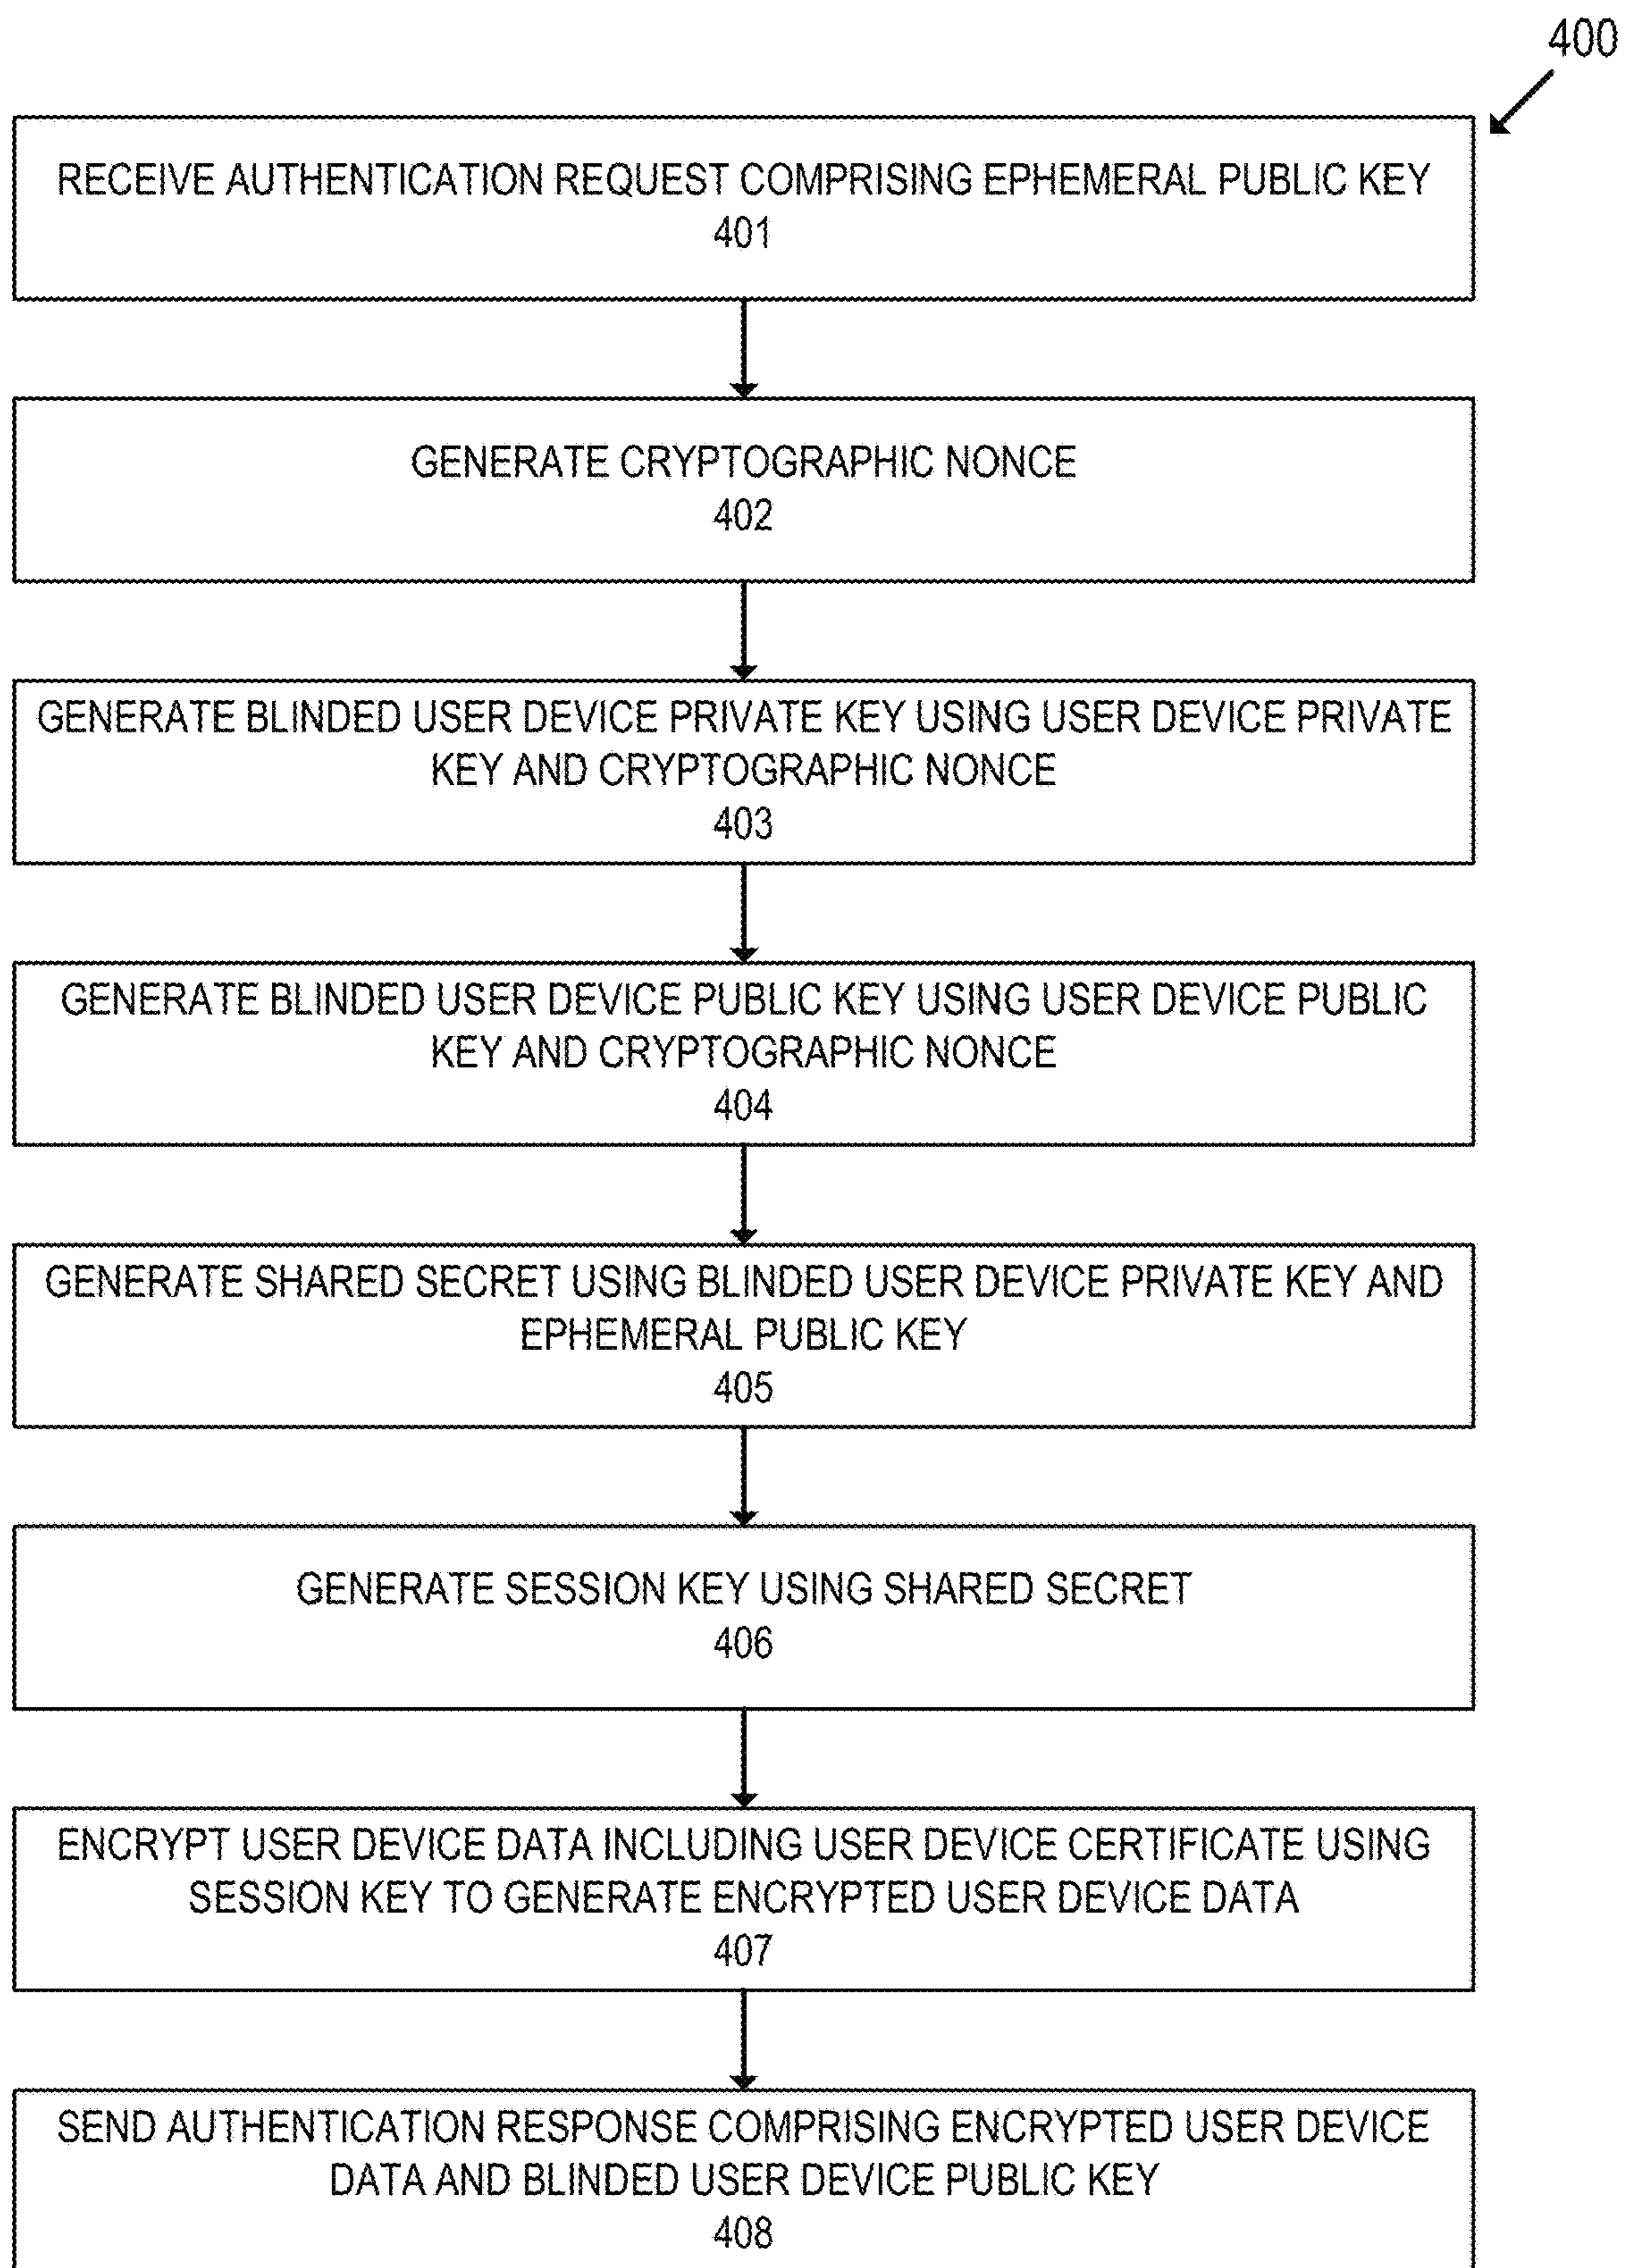 400
RECEIVE AUTHENTICATION REQUEST COMPRISING EPHEMERAL PUBLIC KEY
401
GENERATE CRYPTOGRAPHIC NONCE
402
GENERATE BLINDED USER DEVICE PRIVATE KEY USING USER DEVICE PRIVATE
KEY AND CRYPTOGRAPHIC NONCE
403
GENERATE BLINDED USER DEVICE PUBLIC KEY USING USER DEVICE PUBLIC
KEY AND CRYPTOGRAPHIC NONCE
404
GENERATE SHARED SECRET USING BLINDED USER DEVICE PRIVATE KEY AND
EPHEMERAL PUBLIC KEY
405
GENERATE SESSION KEY USING SHARED SECRET
406
ENCRYPT USER DEVICE DATA INCLUDING USER DEVICE CERTIFICATE USING
SESSION KEY TO GENERATE ENCRYPTED USER DEVICE DATA
407
SEND AUTHENTICATION RESPONSE COMPRISING ENCRYPTED USER DEVICE
DATA AND BLINDED USER DEVICE PUBLIC KEY
408